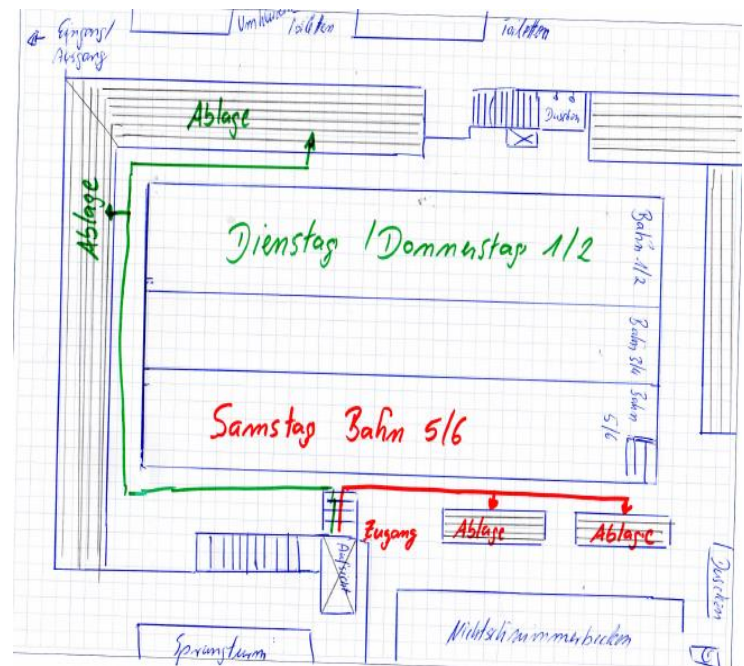 Eingang/
Ausgang
Umkleiden
Toiletten
Toiletten
Ablage
Duschen
Ablage
Dienstag / Donnerstag 1/2
Bahn 1/2
Bahn 3/4
Samstag Bahn 5/6
Bahn
5/6
Zugang
Ablage
Ablage
Aufsicht
Duschen
Sprungturm
Nichtschwimmerbecken